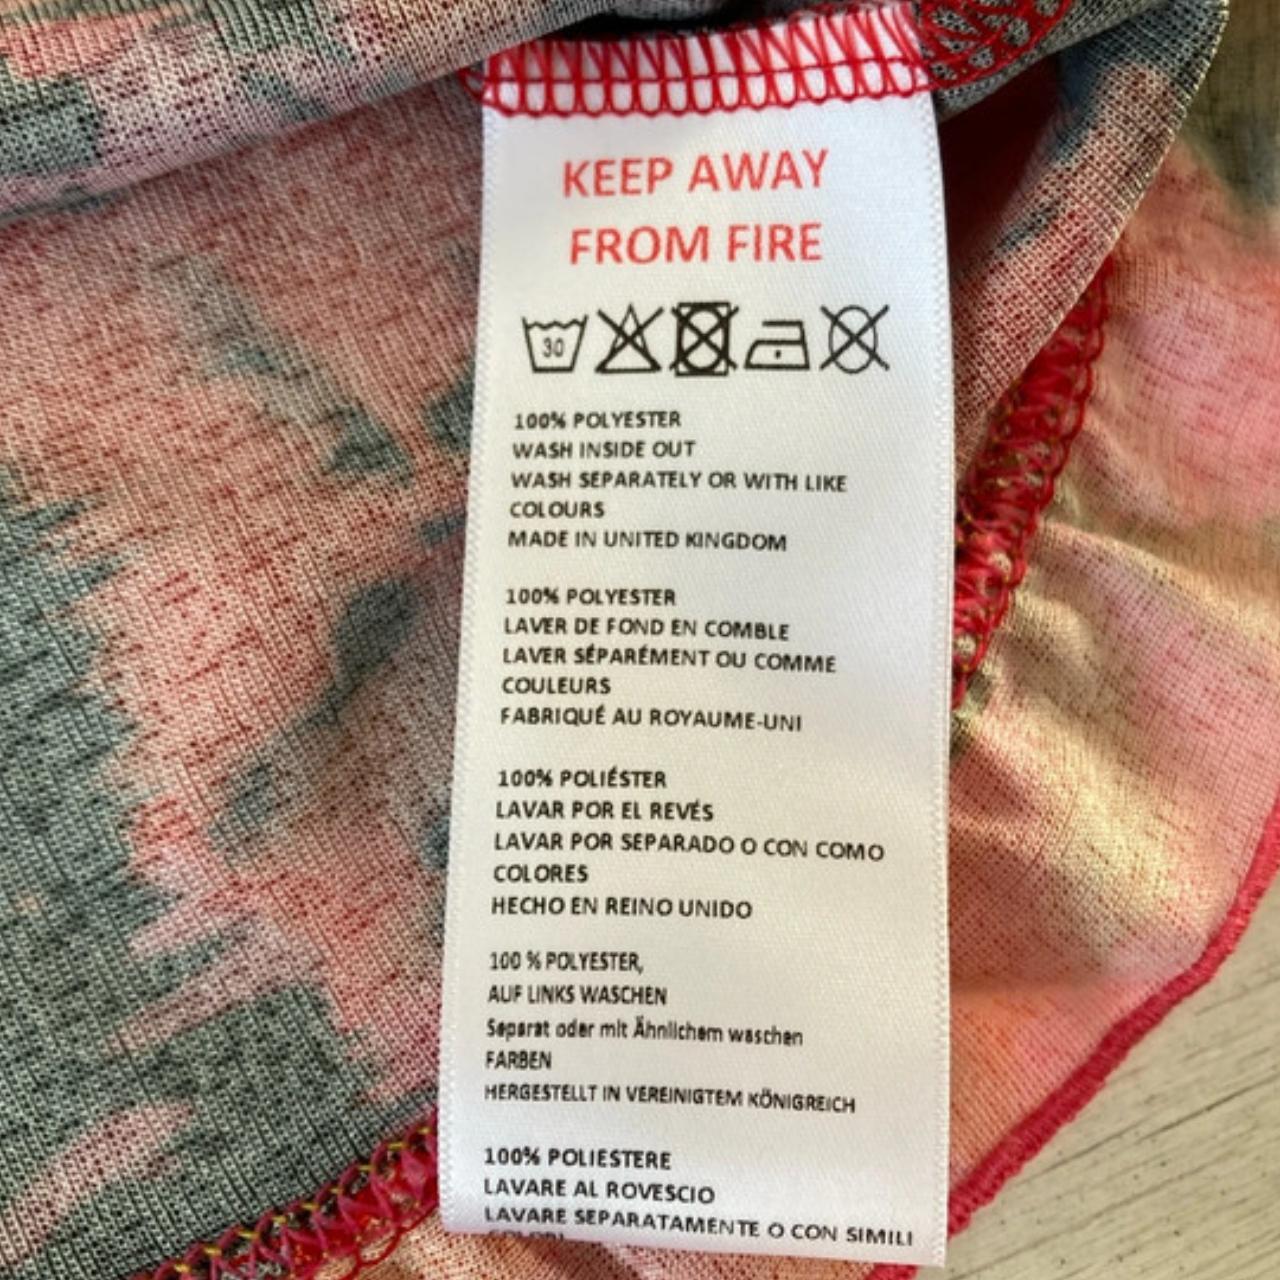 KEEP AWAY
FROM FIRE
30
100% POLYESTER
WASH INSIDE OUT
WASH SEPARATELY OR WITH LIKE
COLOURS
MADE IN UNITED KINGDOM
100% POLYESTER
LAVER DE FOND EN COMBLE
LAVER SÉPARÉMENT OU COMME
COULEURS
FABRIQUÉ AU ROYAUME-UNI
100% POLIÉSTER
LAVAR POR EL REVÉS
LAVAR POR SEPARADO O CON COMO
COLORES
HECHO EN REINO UNIDO
100 % POLYESTER,
AUF LINKS WASCHEN
Separat oder mit Ähnlichem waschen
FARBEN
HERGESTELLT IN VEREINIGTEM KÖNIGREICH
100% POLIESTERE
LAVARE AL ROVESCIO
LAVARE SEPARATAMENTE O CON SIMILI